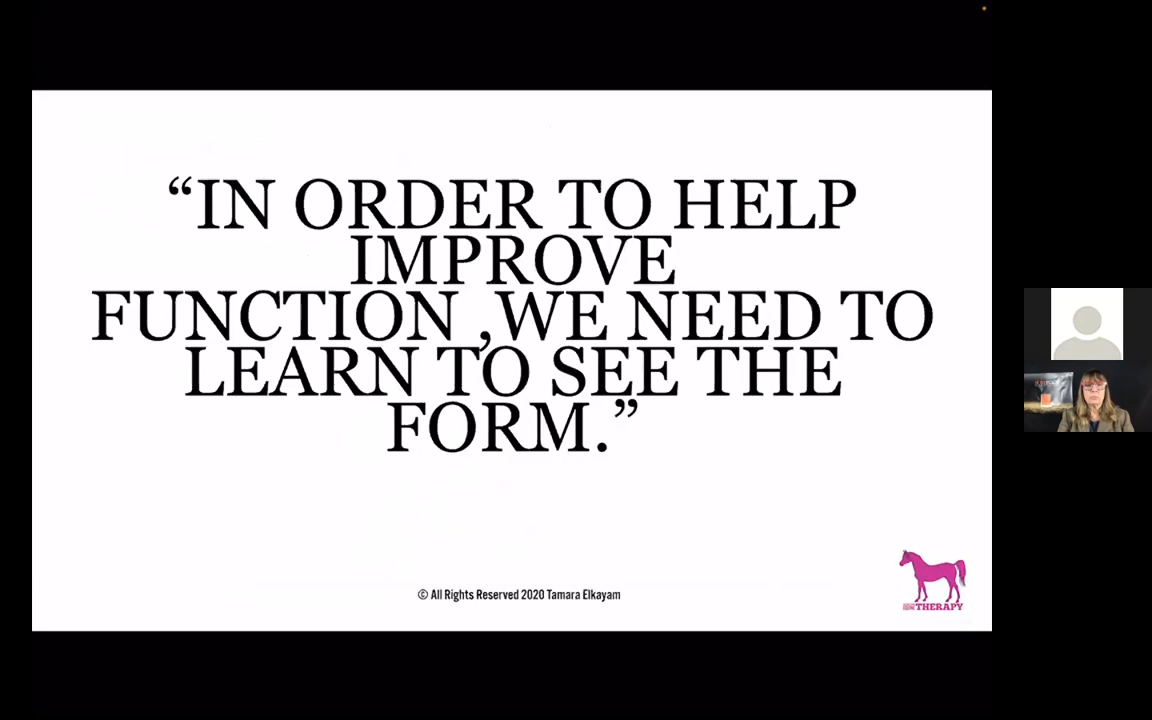 “IN ORDER TO HELP
IMPROVE
FUNCTION ,WE NEED TO
LEARN TO SEE THE
FORM.”
© All Rights Reserved 2020 Tamara Elkayam
THERAPY